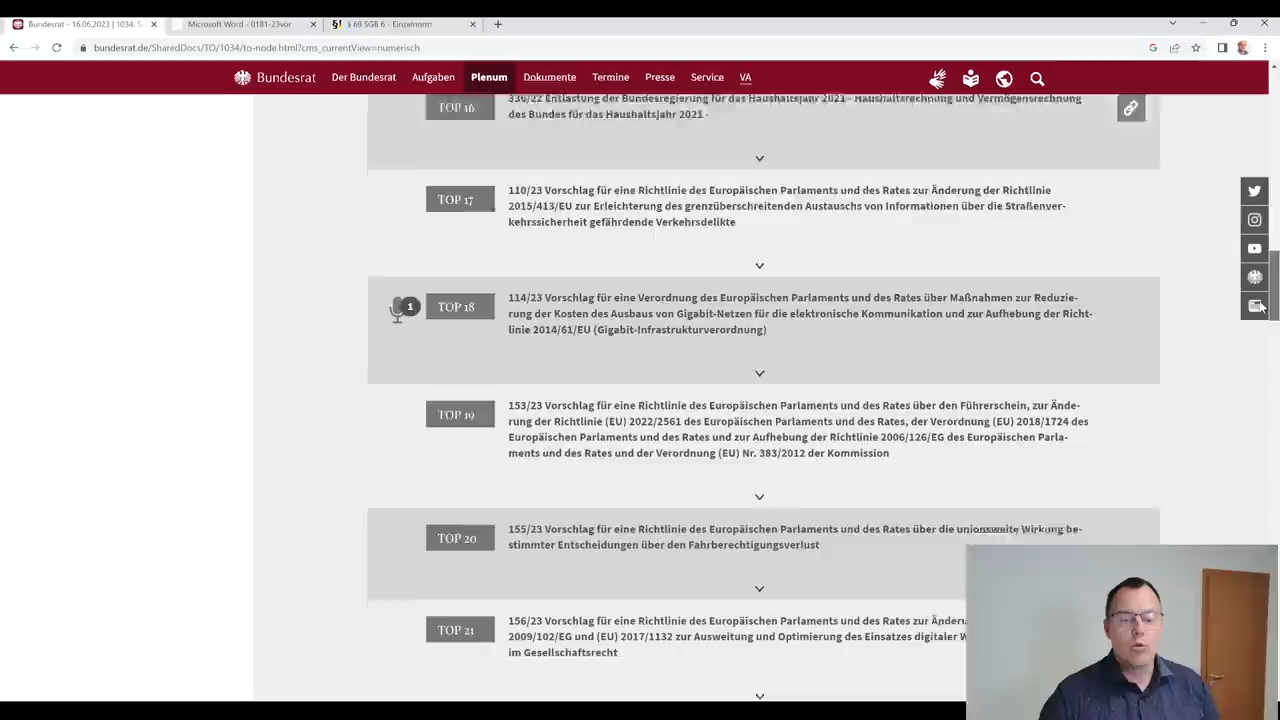 Bundesrat - 16.06.2023 | 1034. S
Microsoft Word - 0181-23vor
§ 69 SGB 6 - Einzelnorm
bundesrat.de/SharedDocs/TO/1034/to-node.html?cms_currentView=numerisch
Bundesrat
Der Bundesrat
Aufgaben
Plenum
Dokumente
Termine
Presse
Service
VA
TOP 16
336/22 Entlastung der Bundesregierung für das Haushaltsjahr 2021 - Haushaltsrechnung und Vermögensrechnung
des Bundes für das Haushaltsjahr 2021 -
TOP 17
110/23 Vorschlag für eine Richtlinie des Europäischen Parlaments und des Rates zur Änderung der Richtlinie
2015/413/EU zur Erleichterung des grenzüberschreitenden Austauschs von Informationen über die Straßenver-
kehrssicherheit gefährdende Verkehrsdelikte
1
TOP 18
114/23 Vorschlag für eine Verordnung des Europäischen Parlaments und des Rates über Maßnahmen zur Reduzie-
rung der Kosten des Ausbaus von Gigabit-Netzen für die elektronische Kommunikation und zur Aufhebung der Richt-
linie 2014/61/EU (Gigabit-Infrastrukturverordnung)
TOP 19
153/23 Vorschlag für eine Richtlinie des Europäischen Parlaments und des Rates über den Führerschein, zur Ände-
rung der Richtlinie (EU) 2022/2561 des Europäischen Parlaments und des Rates, der Verordnung (EU) 2018/1724 des
Europäischen Parlaments und des Rates und zur Aufhebung der Richtlinie 2006/126/EG des Europäischen Parla-
ments und des Rates und der Verordnung (EU) Nr. 383/2012 der Kommission
TOP 20
155/23 Vorschlag für eine Richtlinie des Europäischen Parlaments und des Rates über die unionsweite Wirkung be-
stimmter Entscheidungen über den Fahrberechtigungsverlust
TOP 21
156/23 Vorschlag für eine Richtlinie des Europäischen Parlaments und des Rates zur Änderu
2009/102/EG und (EU) 2017/1132 zur Ausweitung und Optimierung des Einsatzes digitaler W
im Gesellschaftsrecht